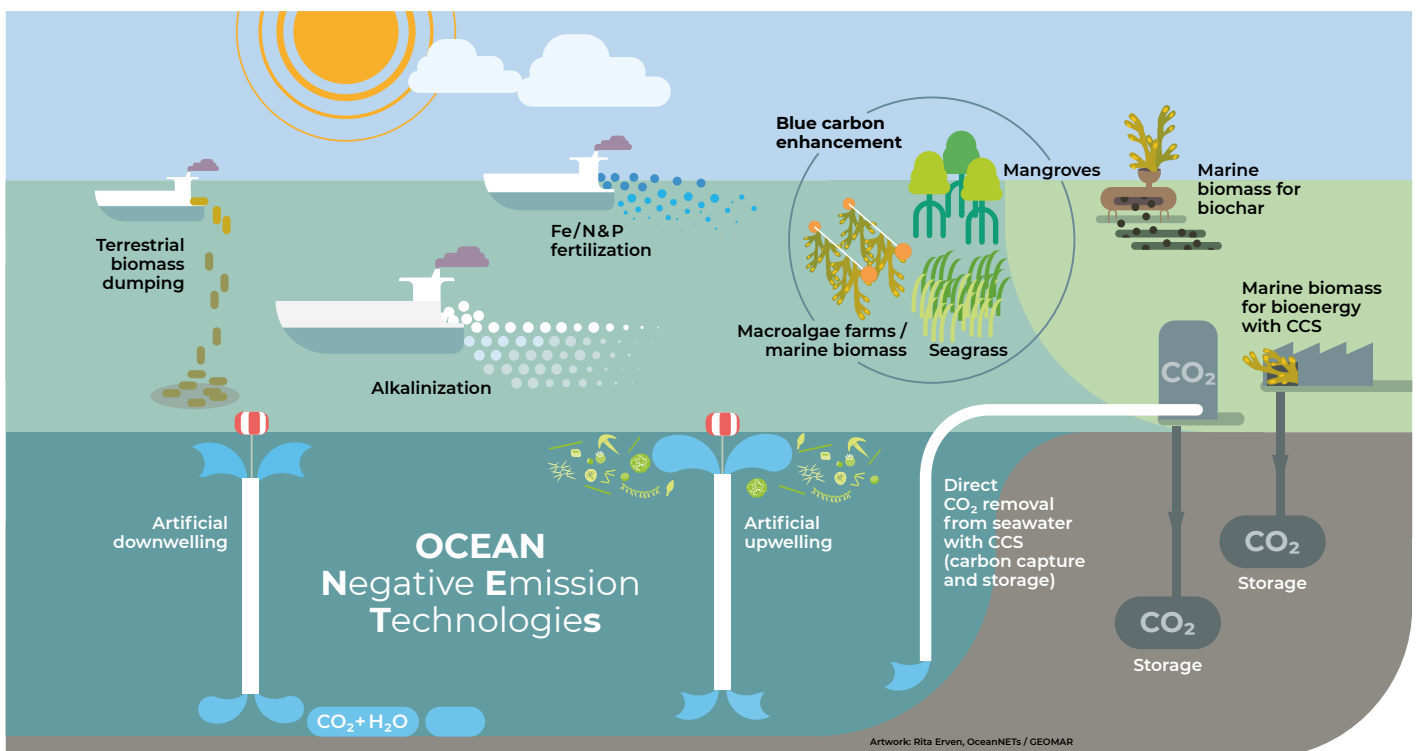 Blue carbon
enhancement
Mangroves
Marine
biomass for
biochar
Terrestrial
biomass
dumping
Fe/N&P
fertilization
Alkalinization
Macroalgae farms /
marine biomass
Seagrass
Marine biomass
for bioenergy
with CCS
CO₂
Artificial
downwelling
OCEAN
Negative Emission
Technologies
Artificial
upwelling
Direct
CO₂ removal
from seawater
with CCS
(carbon capture
and storage)
CO₂
Storage
CO₂
Storage
CO₂+H₂O
Artwork: Rita Erven, OceanNETs / GEOMAR